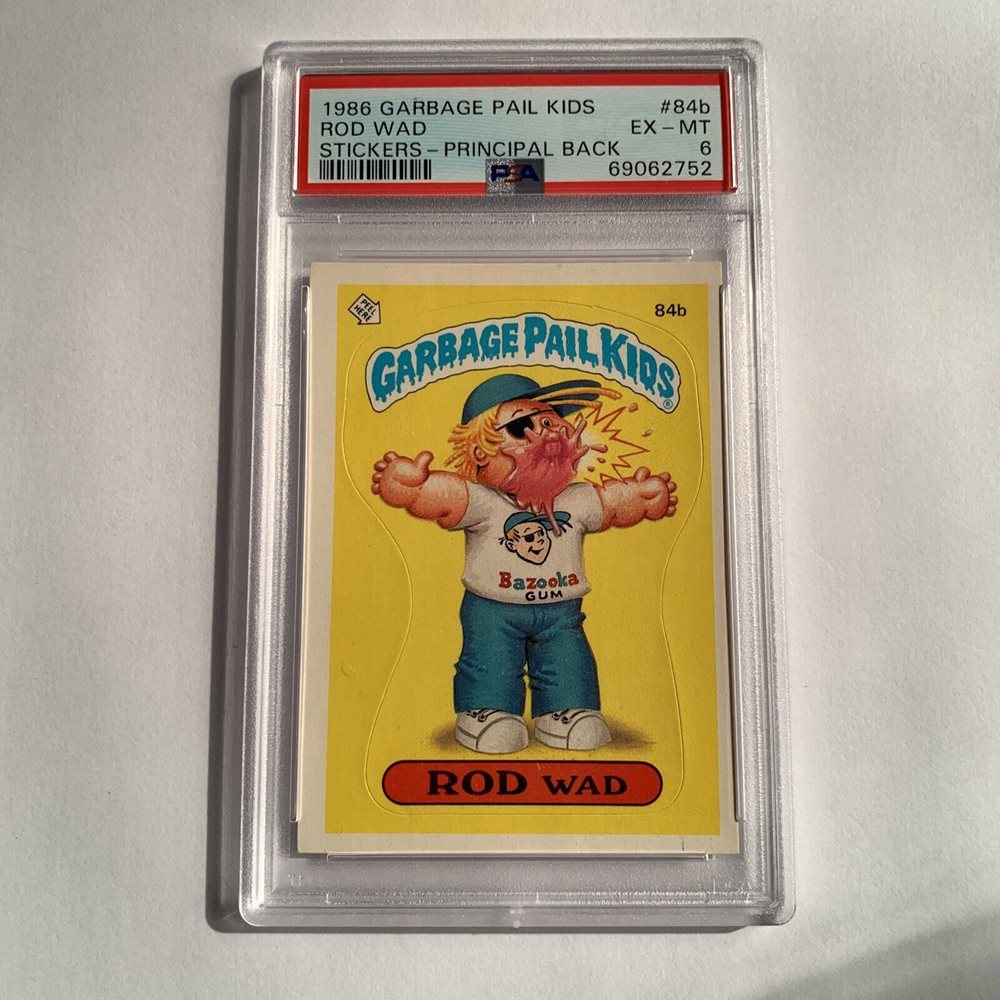 1986 GARBAGE PAIL KIDS #84b
ROD WAD EX - MT
STICKERS - PRINCIPAL BACK 6
PSA 69062752
PEEL HERE
84b
GARBAGE PAIL KIDS®
Bazooka
GUM
ROD WAD